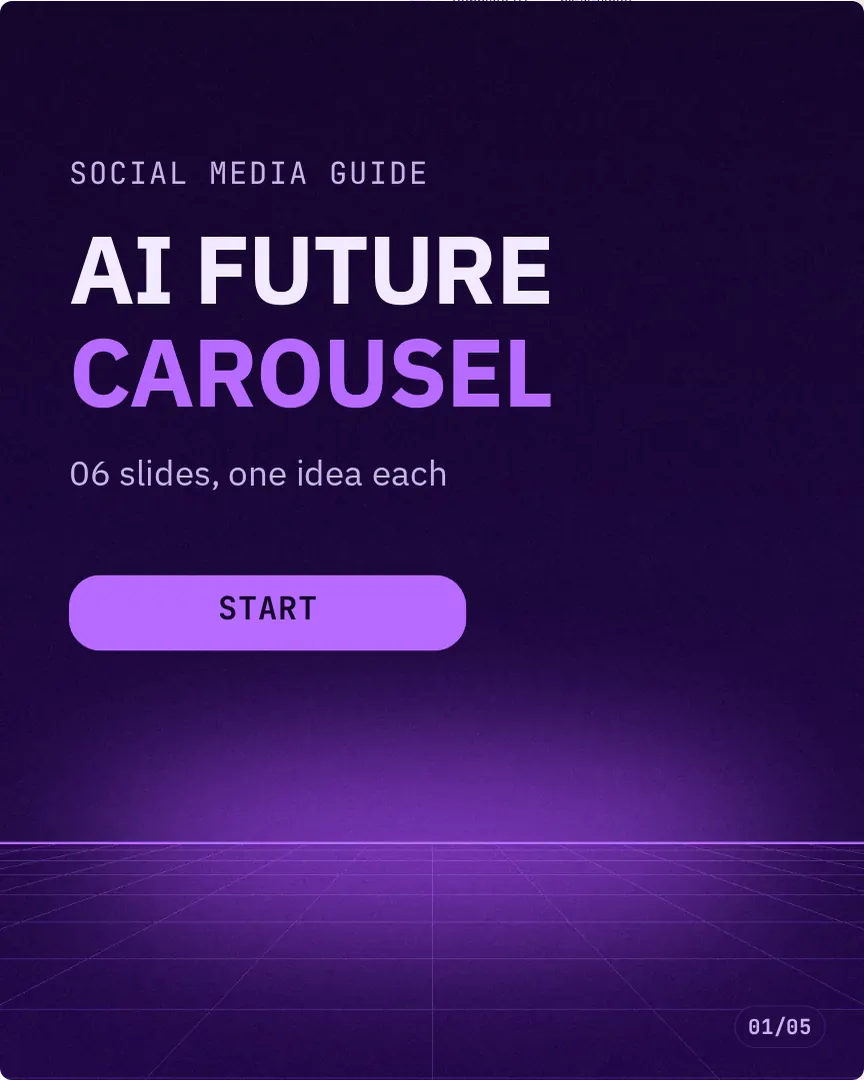 SOCIAL MEDIA GUIDE
AI FUTURE
CAROUSEL
06 slides, one idea each
START
01/05